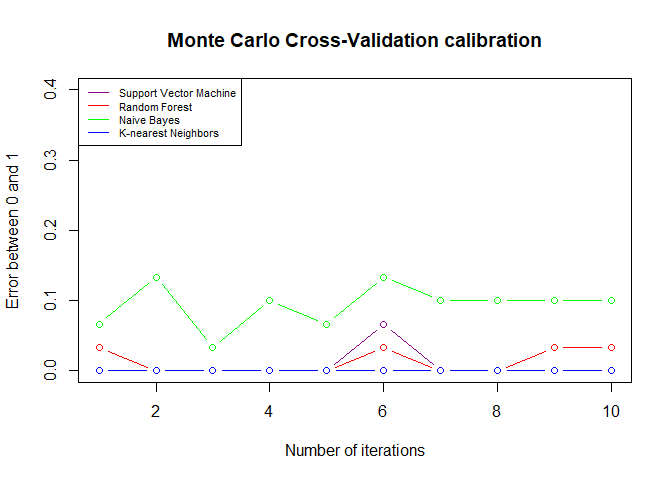 Monte Carlo Cross-Validation calibration
Support Vector Machine
Random Forest
Naive Bayes
K-nearest Neighbors
Error between 0 and 1
0.4
0.3
0.2
0.1
0.0
2 4 6 8 10
Number of iterations